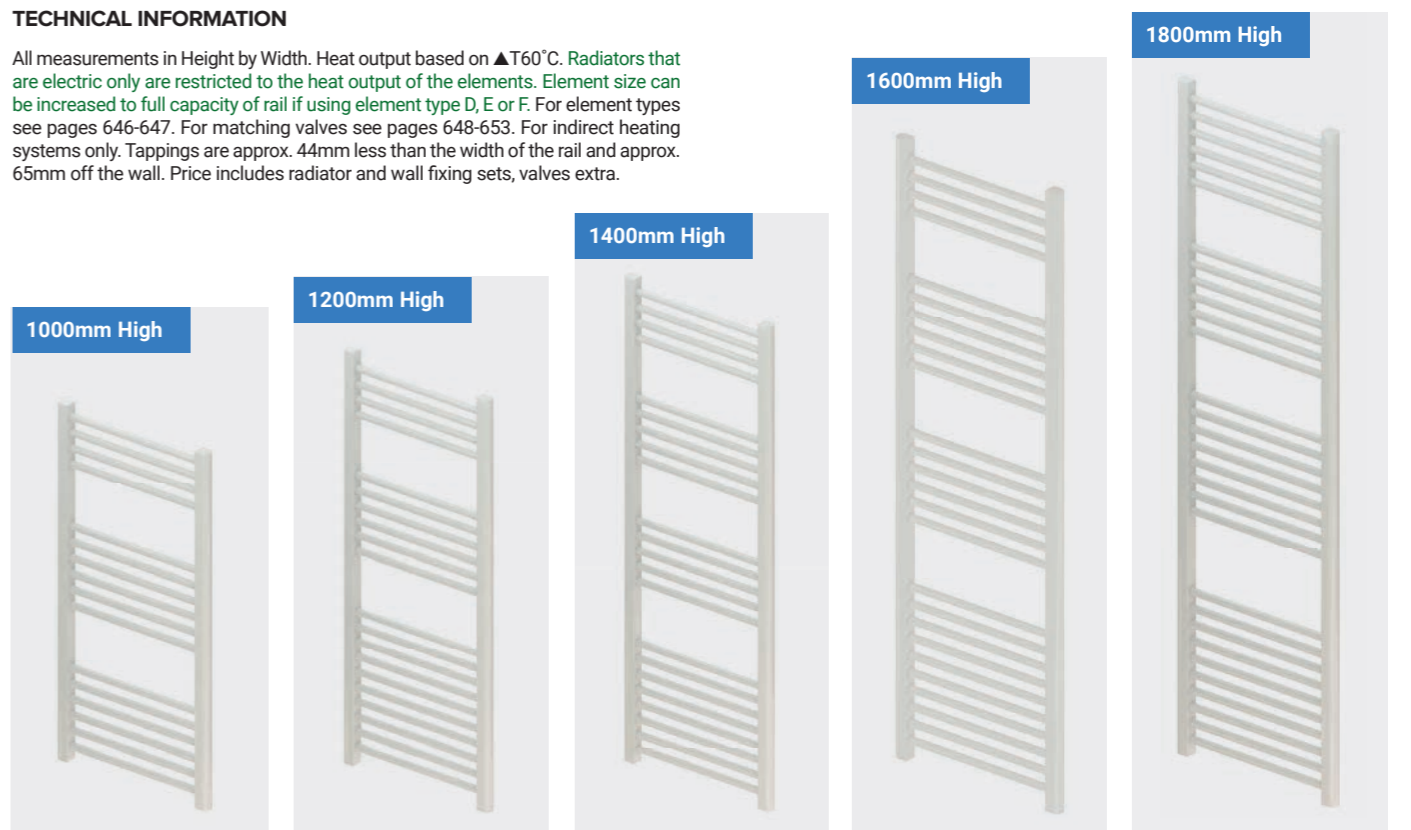 TECHNICAL INFORMATION
All measurements in Height by Width. Heat output based on ▲T60˚C. Radiators that
are electric only are restricted to the heat output of the elements. Element size can
be increased to full capacity of rail if using element type D, E or F. For element types
see pages 646-647. For matching valves see pages 648-653. For indirect heating
systems only. Tappings are approx. 44mm less than the width of the rail and approx.
65mm off the wall. Price includes radiator and wall fixing sets, valves extra.
1000mm High
1200mm High
1400mm High
1600mm High
1800mm High